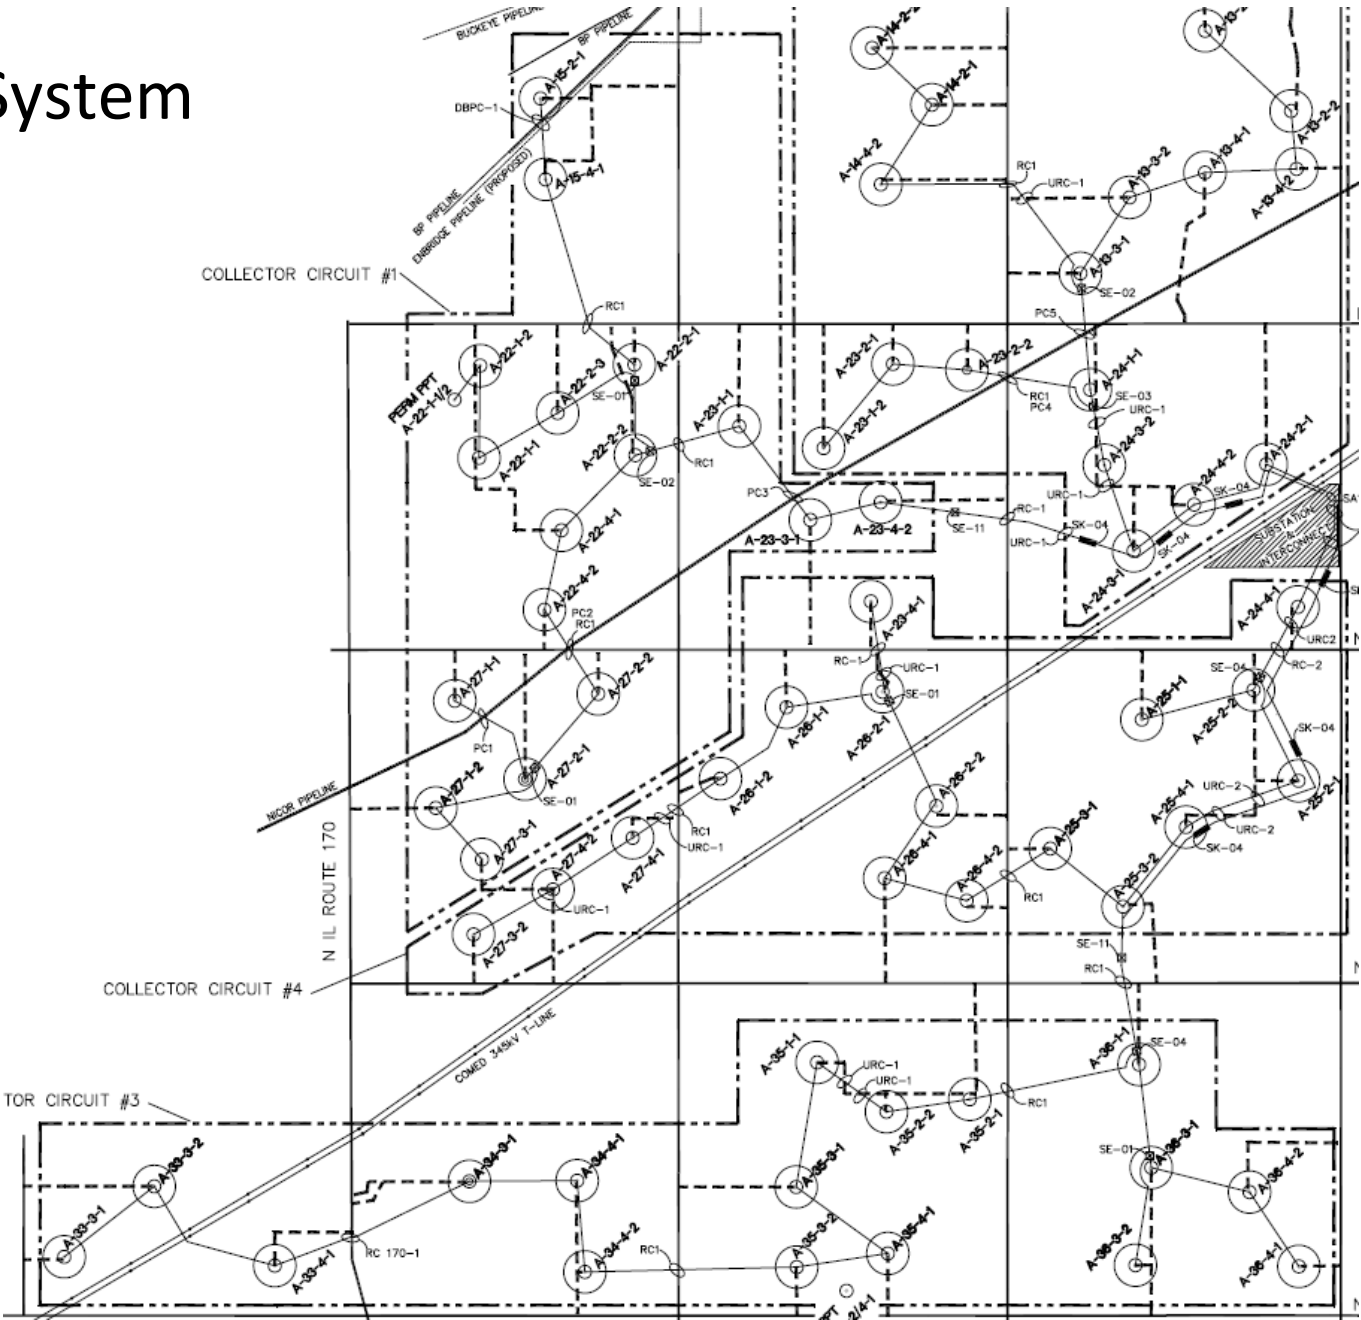 System
BUCKEYE PIPELINE
BP PIPELINE
A-15-2-1
DBPC-1
A-15-4-1
BP PIPELINE
ENBRIDGE PIPELINE (PROPOSED)
COLLECTOR CIRCUIT #1
RC1
A-14-2-2
A-14-2-1
A-14-4-2
RC1
URC-1
A-13-3-2
A-13-4-1
A-13-2-2
A-13-4-2
A-13-3-1
SE-02
PC5
A-22-1-2
PERM PPT
A-22-1-1/2
A-22-2-3
A-22-2-1
SE-01
A-22-1-1
A-22-2-2
SE-02
RC1
A-23-1-1
A-23-2-1
A-23-2-2
A-23-1-2
RC1
PC4
A-24-1-1
SE-03
URC-1
A-24-3-2
URC-1
A-24-4-2
SK-04
A-24-2-1
PC3
A-23-3-1
A-23-4-2
SE-11
RC-1
URC-1
SK-04
SK-04
A-24-3-1
SUBSTATION
&
INTERCONNECT
A-22-4-1
A-22-4-2
PC2
RC1
A-23-4-1
RC-1
URC-1
SE-01
A-24-4-1
URC2
RC-2
SE-04
A-27-1-1
A-27-2-2
PC1
A-27-2-1
SE-01
A-27-1-2
A-27-3-1
NICOR PIPELINE
N IL ROUTE 170
A-26-1-1
A-26-2-1
A-26-1-2
A-26-2-2
RC1
URC-1
A-27-4-2
A-27-4-1
URC-1
A-27-3-2
A-26-4-1
A-26-4-2
RC1
A-25-1-1
A-25-2-2
SK-04
URC-2
A-25-2-1
A-25-4-1
URC-2
SK-04
A-25-3-1
A-25-3-2
SE-11
RC1
COLLECTOR CIRCUIT #4
COMED 345kV T-LINE
TOR CIRCUIT #3
A-35-1-1
URC-1
URC-1
A-35-2-2
A-35-2-1
RC1
A-36-1-1
SE-04
A-33-3-2
A-33-3-1
A-33-4-1
RC 170-1
A-34-3-1
A-34-4-1
A-34-4-2
RC1
A-35-3-1
A-35-3-2
A-35-4-1
SE-01
A-36-3-1
A-36-4-2
A-36-3-2
A-36-4-1